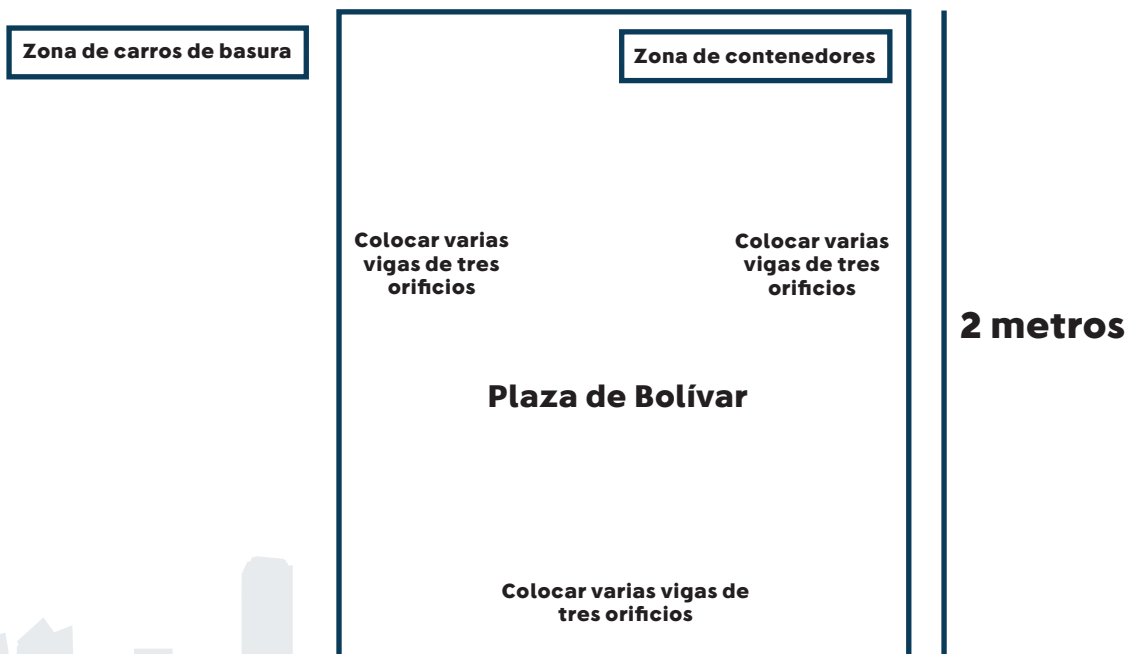 Zona de carros de basura
Zona de contenedores
Colocar varias
vigas de tres
orificios
Colocar varias
vigas de tres
orificios
2 metros
Plaza de Bolívar
Colocar varias vigas de
tres orificios